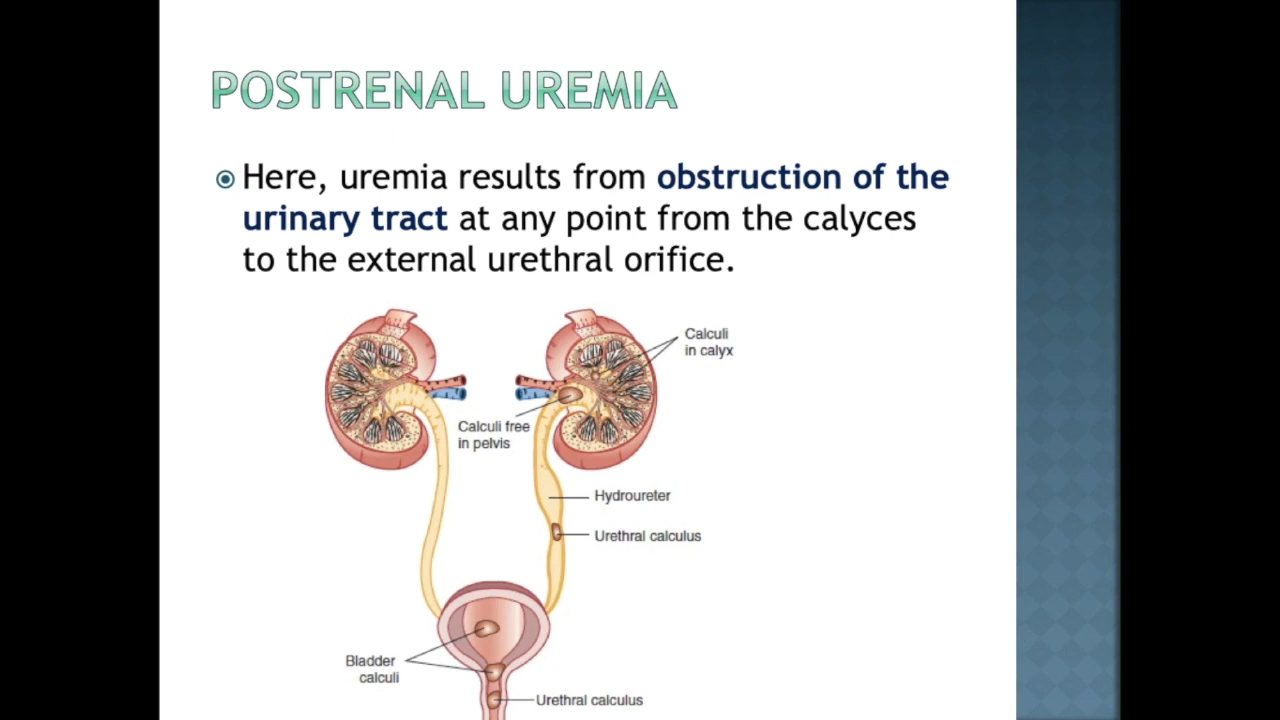 POSTRENAL UREMIA
Here, uremia results from obstruction of the
urinary tract at any point from the calyces
to the external urethral orifice.
Calculi
in calyx
Calculi free
in pelvis
Hydroureter
Urethral calculus
Bladder
calculi
Urethral calculus